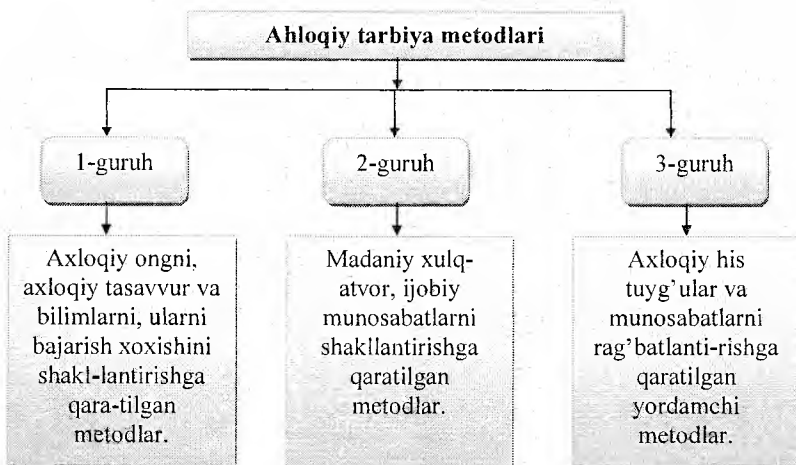 Ahloqiy tarbiya metodlari
1-guruh
2-guruh
3-guruh
Axloqiy ongni,
axloqiy tasavvur va
bilimlarni, ularni
bajarish xoxishini
shakl-lantirishga
qara-tilgan
metodlar.
Madaniy xulq-
atvor, ijobiy
munosabatlarni
shakllantirishga
qaratilgan
metodlar.
Axloqiy his
tuyg'ular va
munosabatlarni
rag'batlanti-rishga
qaratilgan
yordamchi
metodlar.